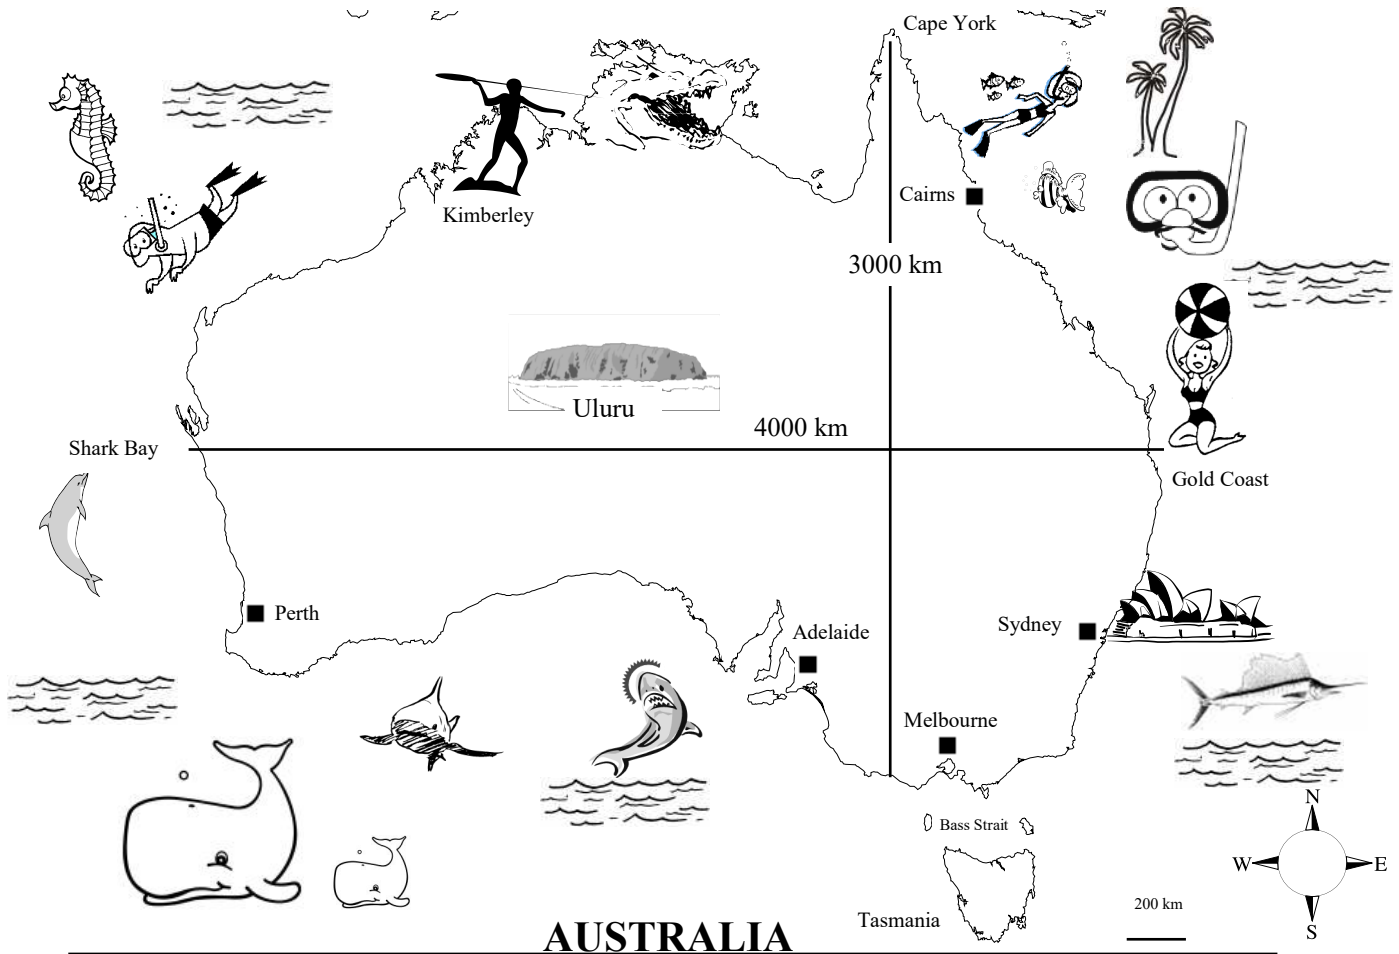 Cape York
Cairns
Kimberley
3000 km
Uluru
4000 km
Shark Bay
Gold Coast
Perth
Adelaide
Sydney
Melbourne
Bass Strait
Tasmania
200 km
N
W
E
S
AUSTRALIA